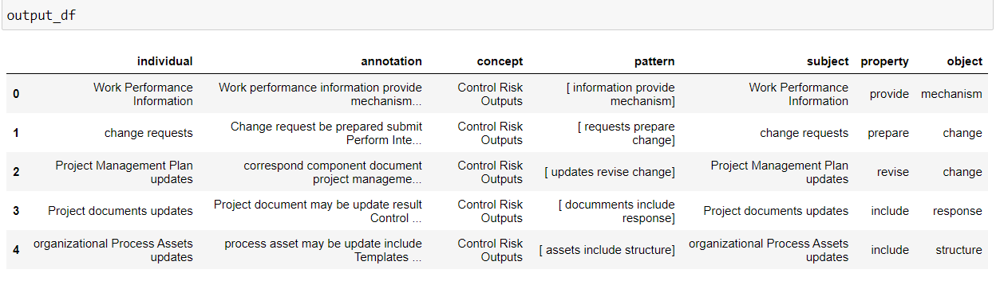 output_df
individual annotation concept pattern subject property object
0 Work Performance Information Work performance information provide mechanism... Control Risk Outputs [ information provide mechanism] Work Performance Information provide mechanism
1 change requests Change request be prepared submit Perform Inte... Control Risk Outputs [ requests prepare change] change requests prepare change
2 Project Management Plan updates correspond component document project manageme... Control Risk Outputs [ updates revise change] Project Management Plan updates revise change
3 Project documents updates Project document may be update result Control ... Control Risk Outputs [ documments include response] Project documents updates include response
4 organizational Process Assets updates process asset may be update include Templates ... Control Risk Outputs [ assets include structure] organizational Process Assets updates include structure